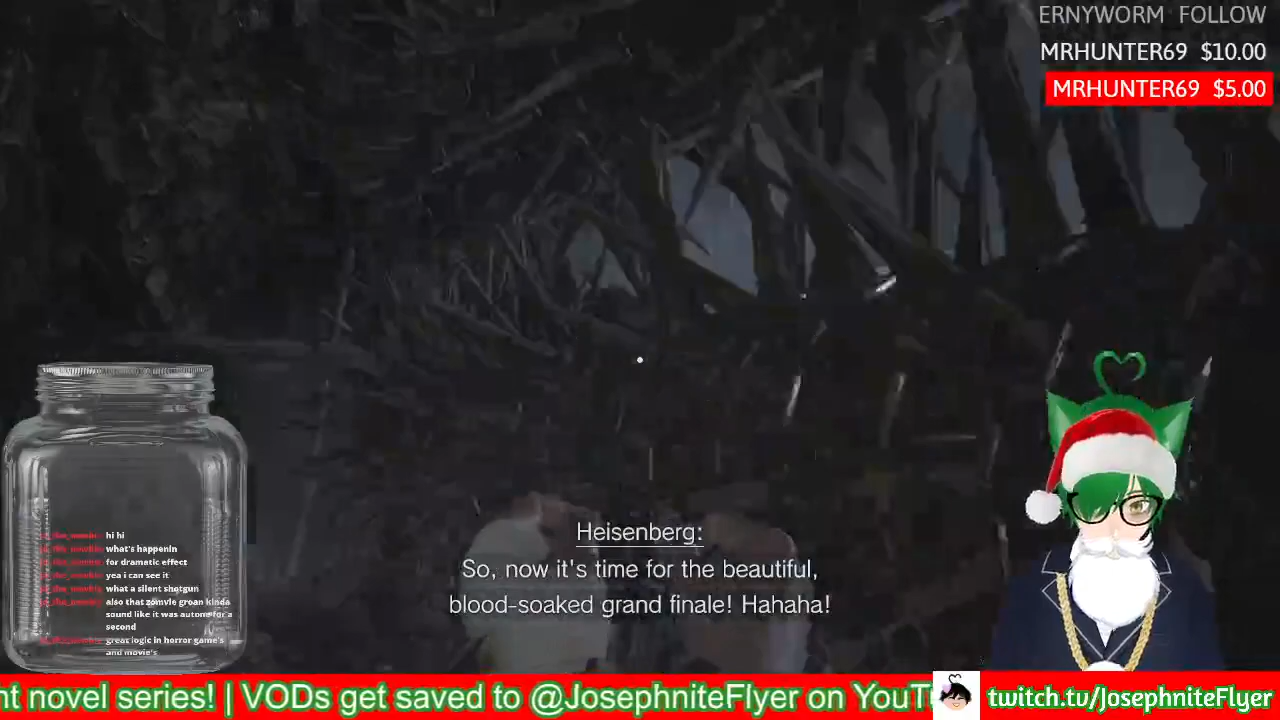 ERNYWORM FOLLOW
MRHUNTER69 $10.00
MRHUNTER69 $5.00
hi hi
what's happenin
for dramatic effect
yea i can see it
what a silent shotgun
also that zomvie groan kinda
sound like it was autom for a
second
great logic in horror game's
and movie's
Heisenberg:
So, now it's time for the beautiful,
blood-soaked grand finale! Hahaha!
nt novel series! | VODs get saved to @JosephniteFlyer on YouTu
twitch.tv/JosephniteFlyer